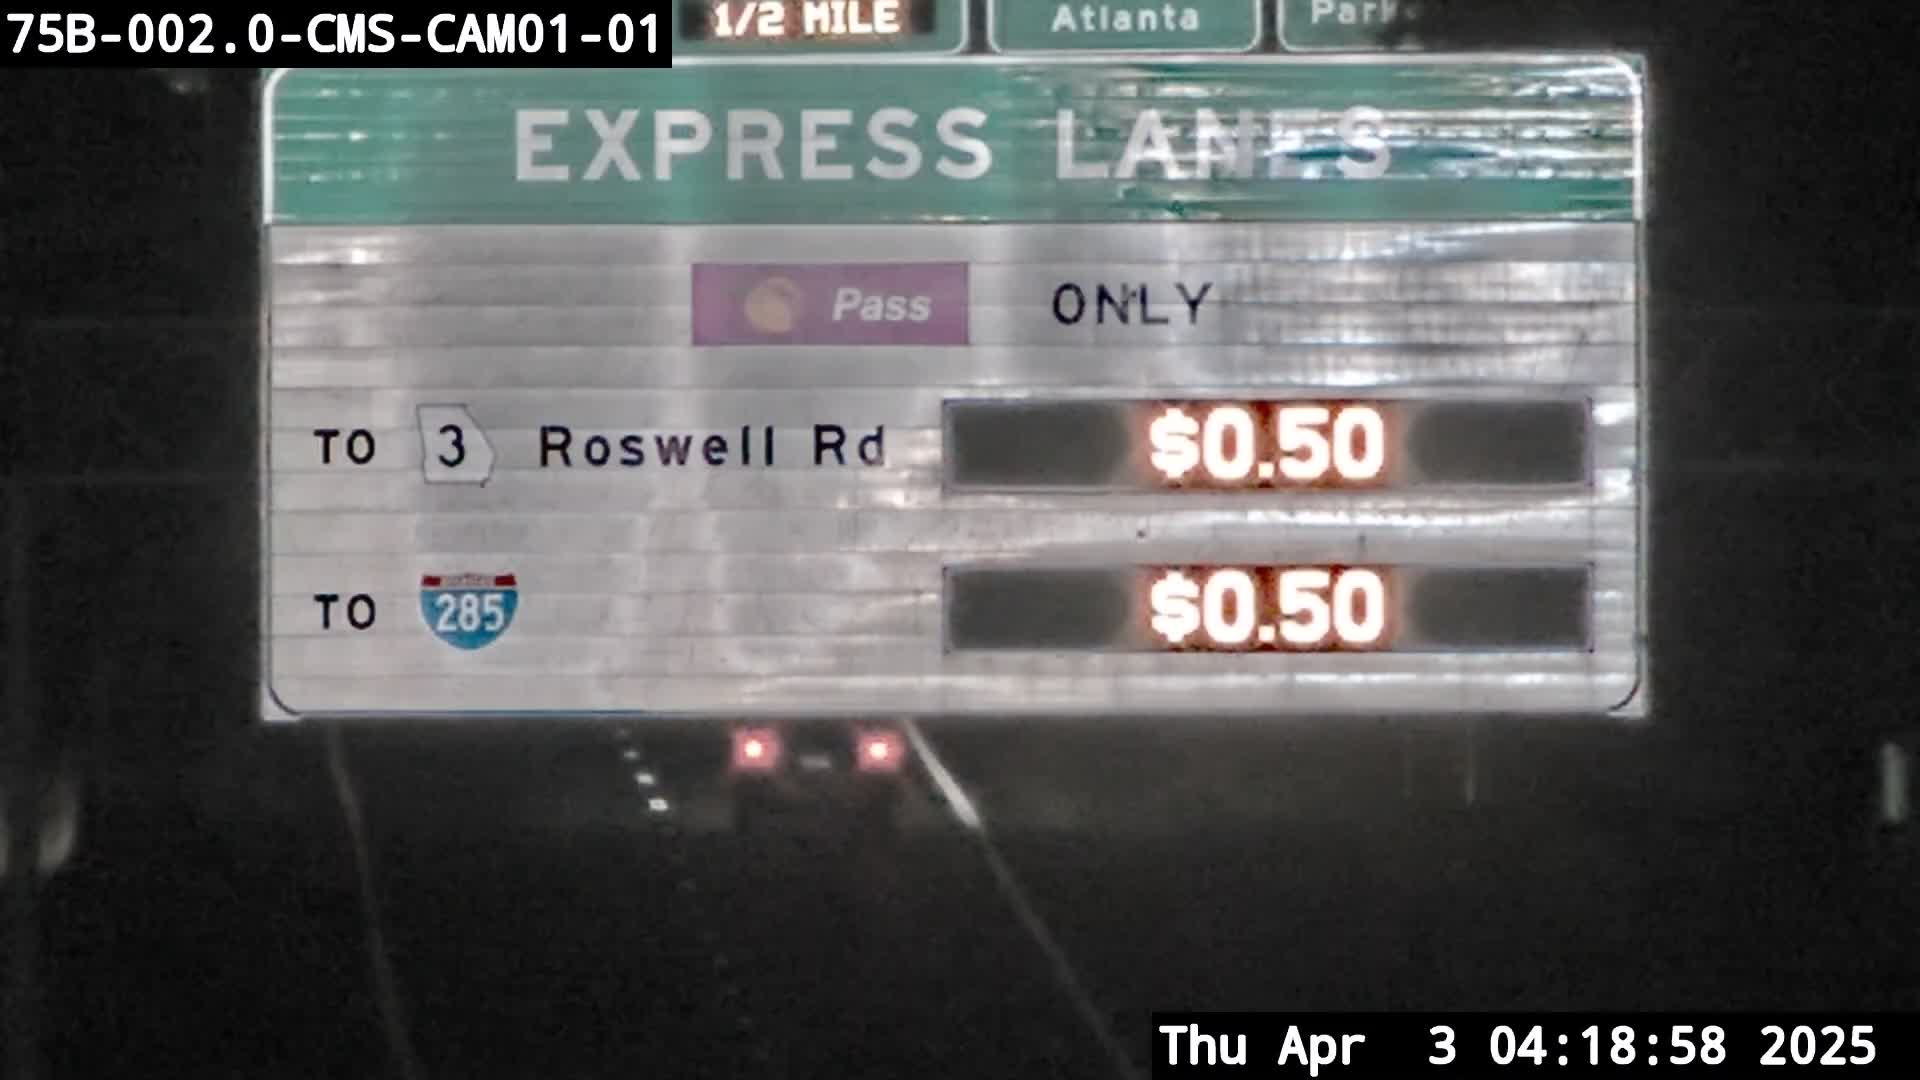 75B-002.0-CMS-CAM01-01
1/2 MILE
Atlanta
EXPRESS LANES
Pass ONLY
TO 3 Roswell Rd $0.50
TO 285 $0.50
Thu Apr 3 04:18:58 2025